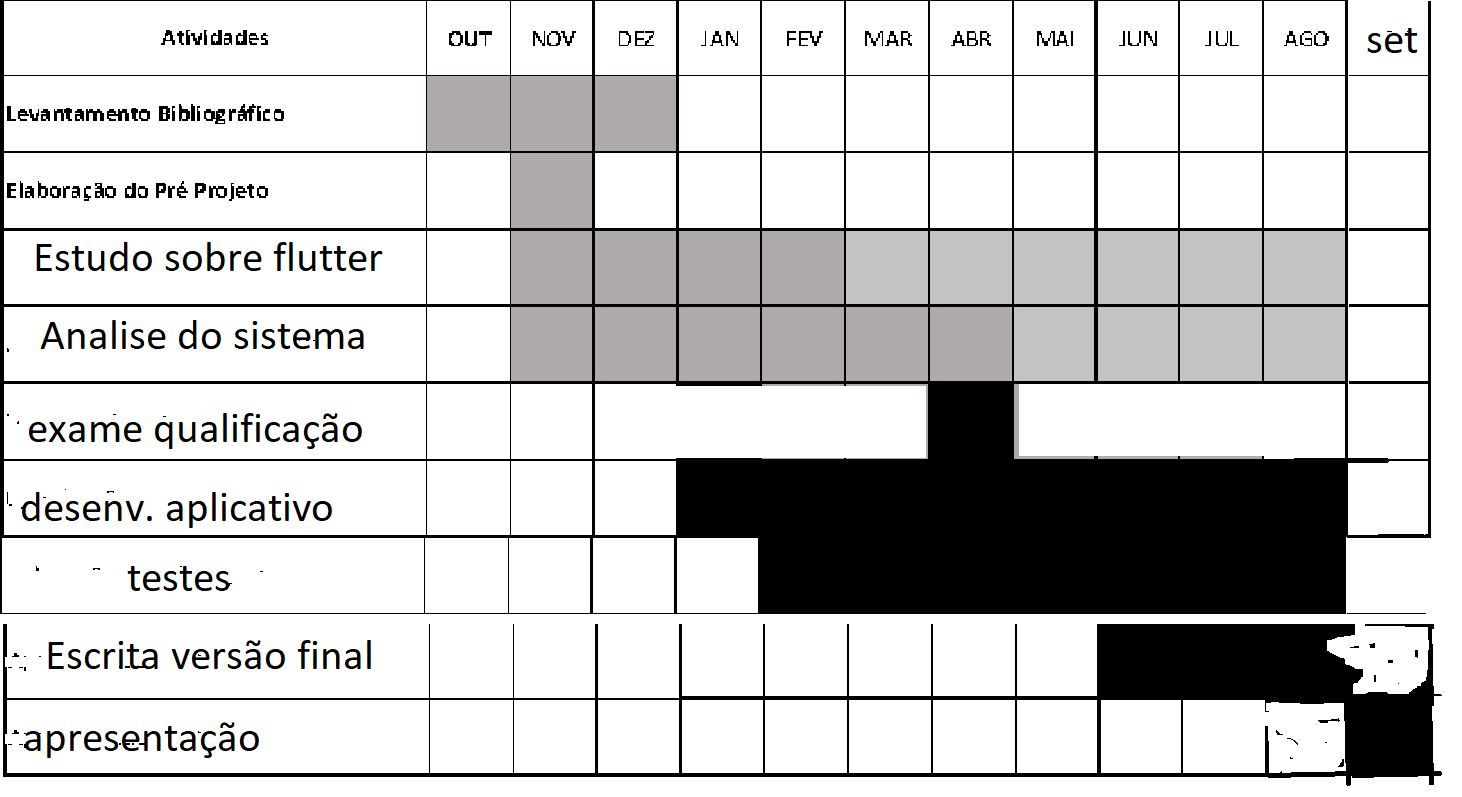 Atividades OUT NOV DEZ JAN FEV MAR ABR MAI JUN JUL AGO set
Levantamento Bibliográfico
Elaboração do Pré Projeto
Estudo sobre flutter
Analise do sistema
exame qualificação
desenv. aplicativo
testes
Escrita versão final
apresentação